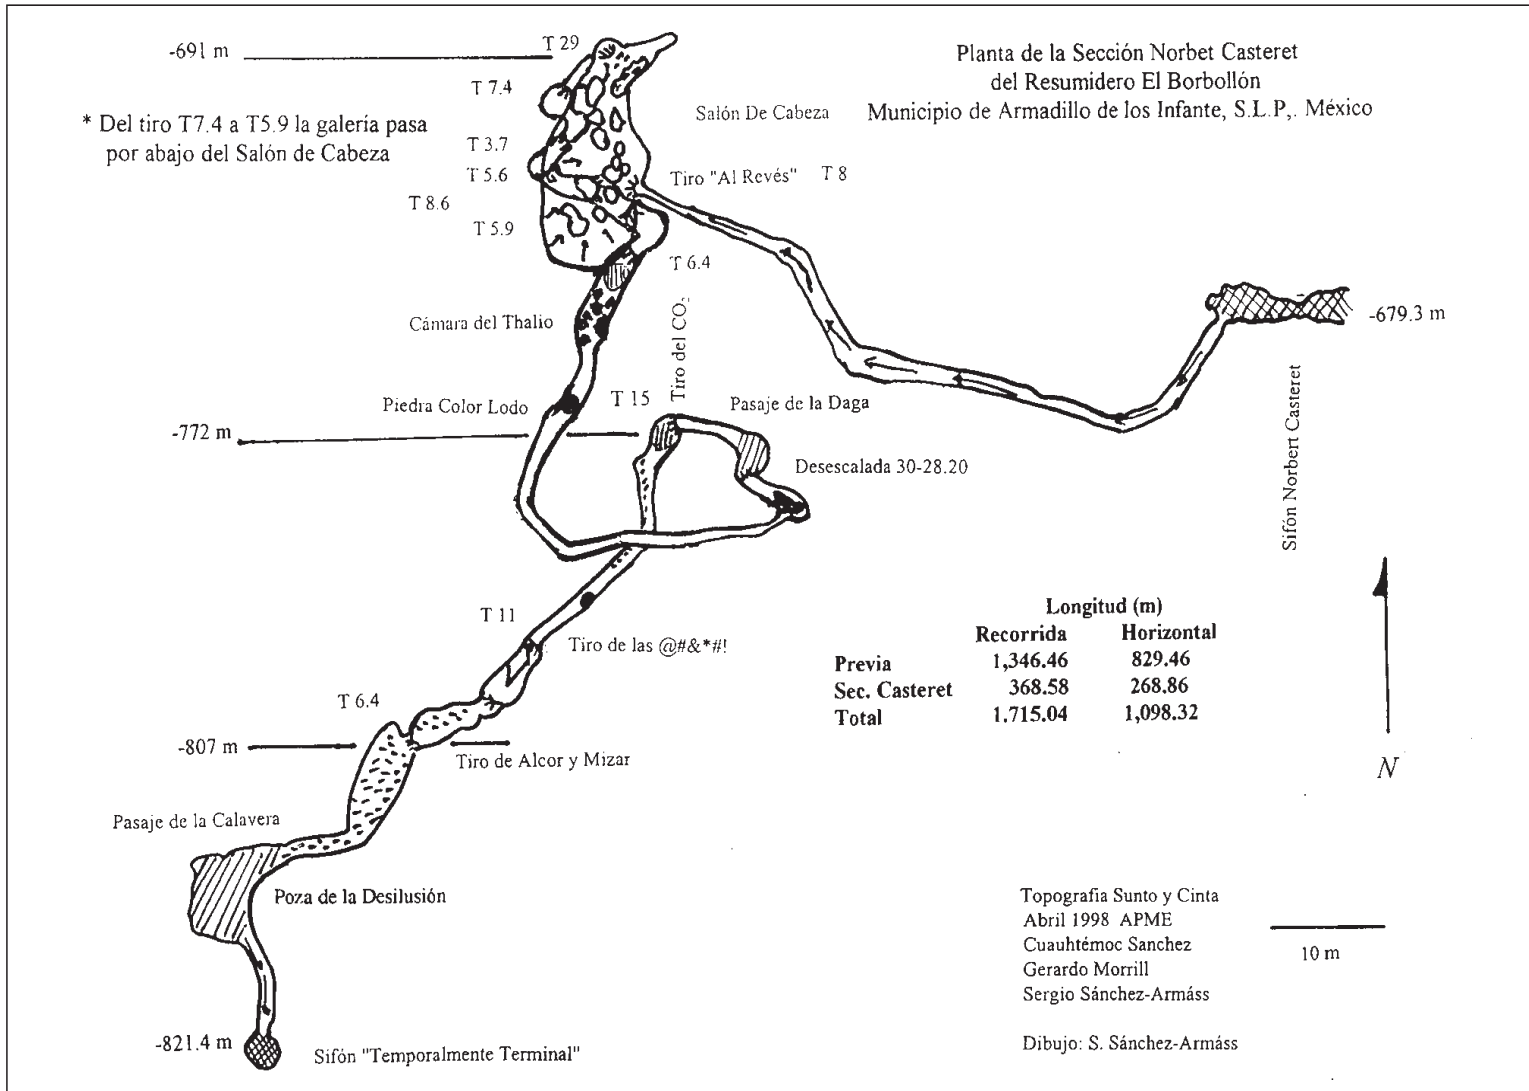 Planta de la Sección Norbet Casteret
del Resumidero El Borbollón
Municipio de Armadillo de los Infante, S.L.P,. México
-691 m
T 29
T 7.4
* Del tiro T7.4 a T5.9 la galería pasa
por abajo del Salón de Cabeza
Salón De Cabeza
T 3.7
T 5.6
Tiro "Al Revés" T 8
T 8.6
T 5.9
T 6.4
-679.3 m
Cámara del Thalio
Tiro del CO2
Sifón Norbert Casteret
Piedra Color Lodo
T 15
Pasaje de la Daga
-772 m
Desescalada 30-28.20
T 11
Tiro de las @#&*#!
Longitud (m)
Recorrida Horizontal
Previa 1,346.46 829.46
Sec. Casteret 368.58 268.86
Total 1.715.04 1,098.32
T 6.4
-807 m
Tiro de Alcor y Mizar
N
Pasaje de la Calavera
Poza de la Desilusión
Topografia Sunto y Cinta
Abril 1998 APME
Cuauhtémoc Sanchez
Gerardo Morrill
Sergio Sánchez-Armáss
10 m
Dibujo: S. Sánchez-Armáss
-821.4 m
Sifón "Temporalmente Terminal"